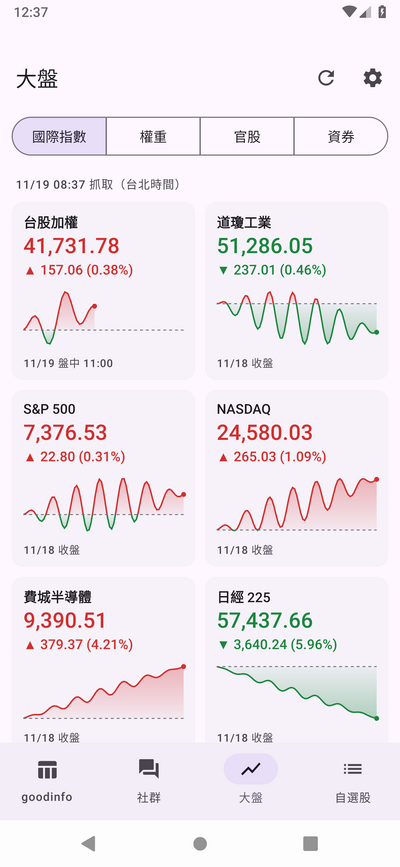 12:37
大盤
國際指數
權重
官股
資券
11/19 08:37 抓取（台北時間）
台股加權
41,731.78
▲ 157.06 (0.38%)
11/19 盤中 11:00
道瓊工業
51,286.05
▼ 237.01 (0.46%)
11/18 收盤
S&P 500
7,376.53
▲ 22.80 (0.31%)
11/18 收盤
NASDAQ
24,580.03
▲ 265.03 (1.09%)
11/18 收盤
費城半導體
9,390.51
▲ 379.37 (4.21%)
11/18 收盤
日經 225
57,437.66
▼ 3,640.24 (5.96%)
11/18 收盤
goodinfo
社群
大盤
自選股